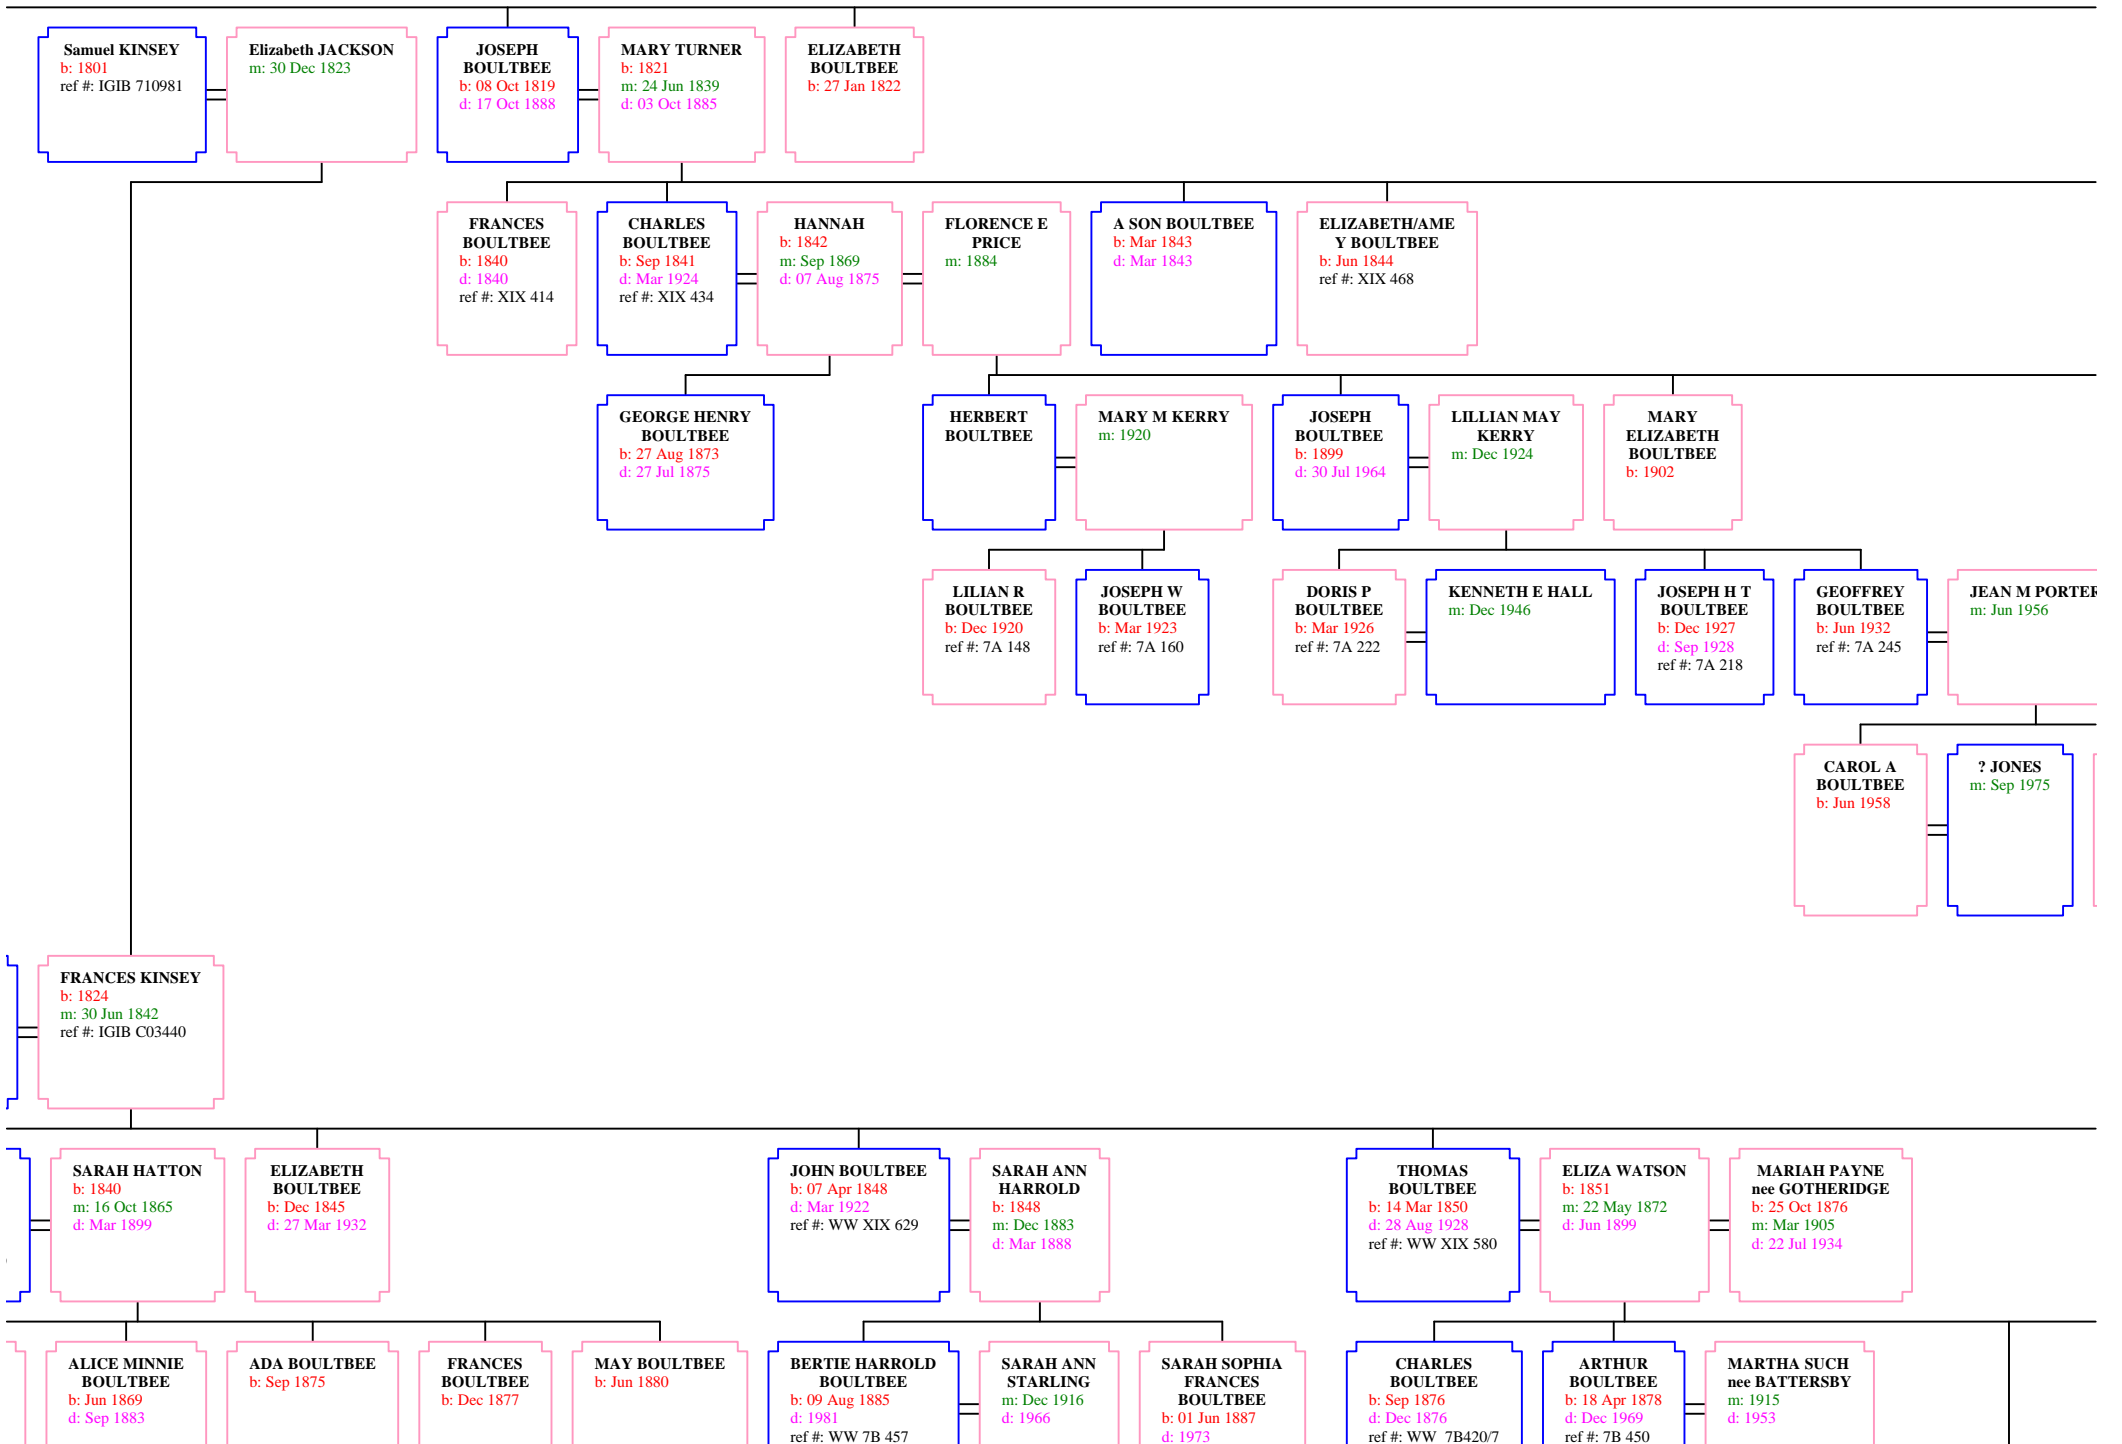 Samuel KINSEY
b: 1801
ref #: IGIB 710981
Elizabeth JACKSON
m: 30 Dec 1823
JOSEPH
BOULTBEE
b: 08 Oct 1819
d: 17 Oct 1888
MARY TURNER
b: 1821
m: 24 Jun 1839
d: 03 Oct 1885
ELIZABETH
BOULTBEE
b: 27 Jan 1822
FRANCES
BOULTBEE
b: 1840
d: 1840
ref #: XIX 414
CHARLES
BOULTBEE
b: Sep 1841
d: Mar 1924
ref #: XIX 434
HANNAH
b: 1842
m: Sep 1869
d: 07 Aug 1875
FLORENCE E
PRICE
m: 1884
A SON BOULTBEE
b: Mar 1843
d: Mar 1843
ELIZABETH/AME
Y BOULTBEE
b: Jun 1844
ref #: XIX 468
GEORGE HENRY
BOULTBEE
b: 27 Aug 1873
d: 27 Jul 1875
HERBERT
BOULTBEE
MARY M KERRY
m: 1920
JOSEPH
BOULTBEE
b: 1899
d: 30 Jul 1964
LILLIAN MAY
KERRY
m: Dec 1924
MARY
ELIZABETH
BOULTBEE
b: 1902
LILIAN R
BOULTBEE
b: Dec 1920
ref #: 7A 148
JOSEPH W
BOULTBEE
b: Mar 1923
ref #: 7A 160
DORIS P
BOULTBEE
b: Mar 1926
ref #: 7A 222
KENNETH E HALL
m: Dec 1946
JOSEPH H T
BOULTBEE
b: Dec 1927
d: Sep 1928
ref #: 7A 218
GEOFFREY
BOULTBEE
b: Jun 1932
ref #: 7A 245
JEAN M PORTER
m: Jun 1956
CAROL A
BOULTBEE
b: Jun 1958
? JONES
m: Sep 1975
FRANCES KINSEY
b: 1824
m: 30 Jun 1842
ref #: IGIB C03440
SARAH HATTON
b: 1840
m: 16 Oct 1865
d: Mar 1899
ELIZABETH
BOULTBEE
b: Dec 1845
d: 27 Mar 1932
JOHN BOULTBEE
b: 07 Apr 1848
d: Mar 1922
ref #: WW XIX 629
SARAH ANN
HARROLD
b: 1848
m: Dec 1883
d: Mar 1888
THOMAS
BOULTBEE
b: 14 Mar 1850
d: 28 Aug 1928
ref #: WW XIX 580
ELIZA WATSON
b: 1851
m: 22 May 1872
d: Jun 1899
MARIAH PAYNE
nee GOTHERIDGE
b: 25 Oct 1876
m: Mar 1905
d: 22 Jul 1934
ALICE MINNIE
BOULTBEE
b: Jun 1869
d: Sep 1883
ADA BOULTBEE
b: Sep 1875
FRANCES
BOULTBEE
b: Dec 1877
MAY BOULTBEE
b: Jun 1880
BERTIE HARROLD
BOULTBEE
b: 09 Aug 1885
d: 1981
ref #: WW 7B 457
SARAH ANN
STARLING
m: Dec 1916
d: 1966
SARAH SOPHIA
FRANCES
BOULTBEE
b: 01 Jun 1887
d: 1973
CHARLES
BOULTBEE
b: Sep 1876
d: Dec 1876
ref #: WW  7B420/7
ARTHUR
BOULTBEE
b: 18 Apr 1878
d: Dec 1969
ref #: 7B 450
MARTHA SUCH
nee BATTERSBY
m: 1915
d: 1953